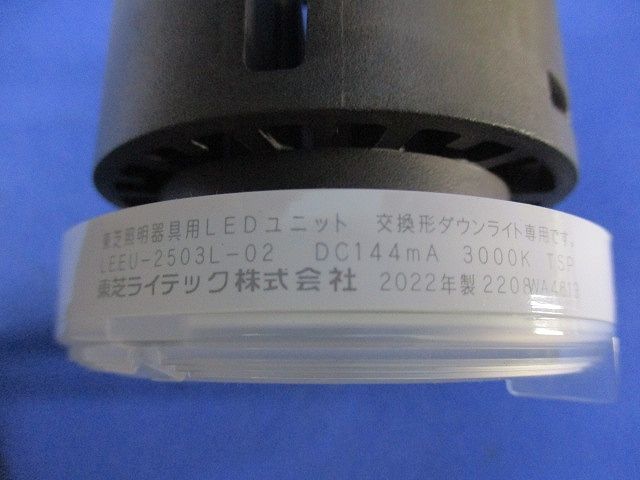 東芝照明器具用LEDユニット 交換形ダウンライト専用です。
LEEU-2503L-02 DC144mA 3000K TSP
東芝ライテック株式会社 2022年製 2208